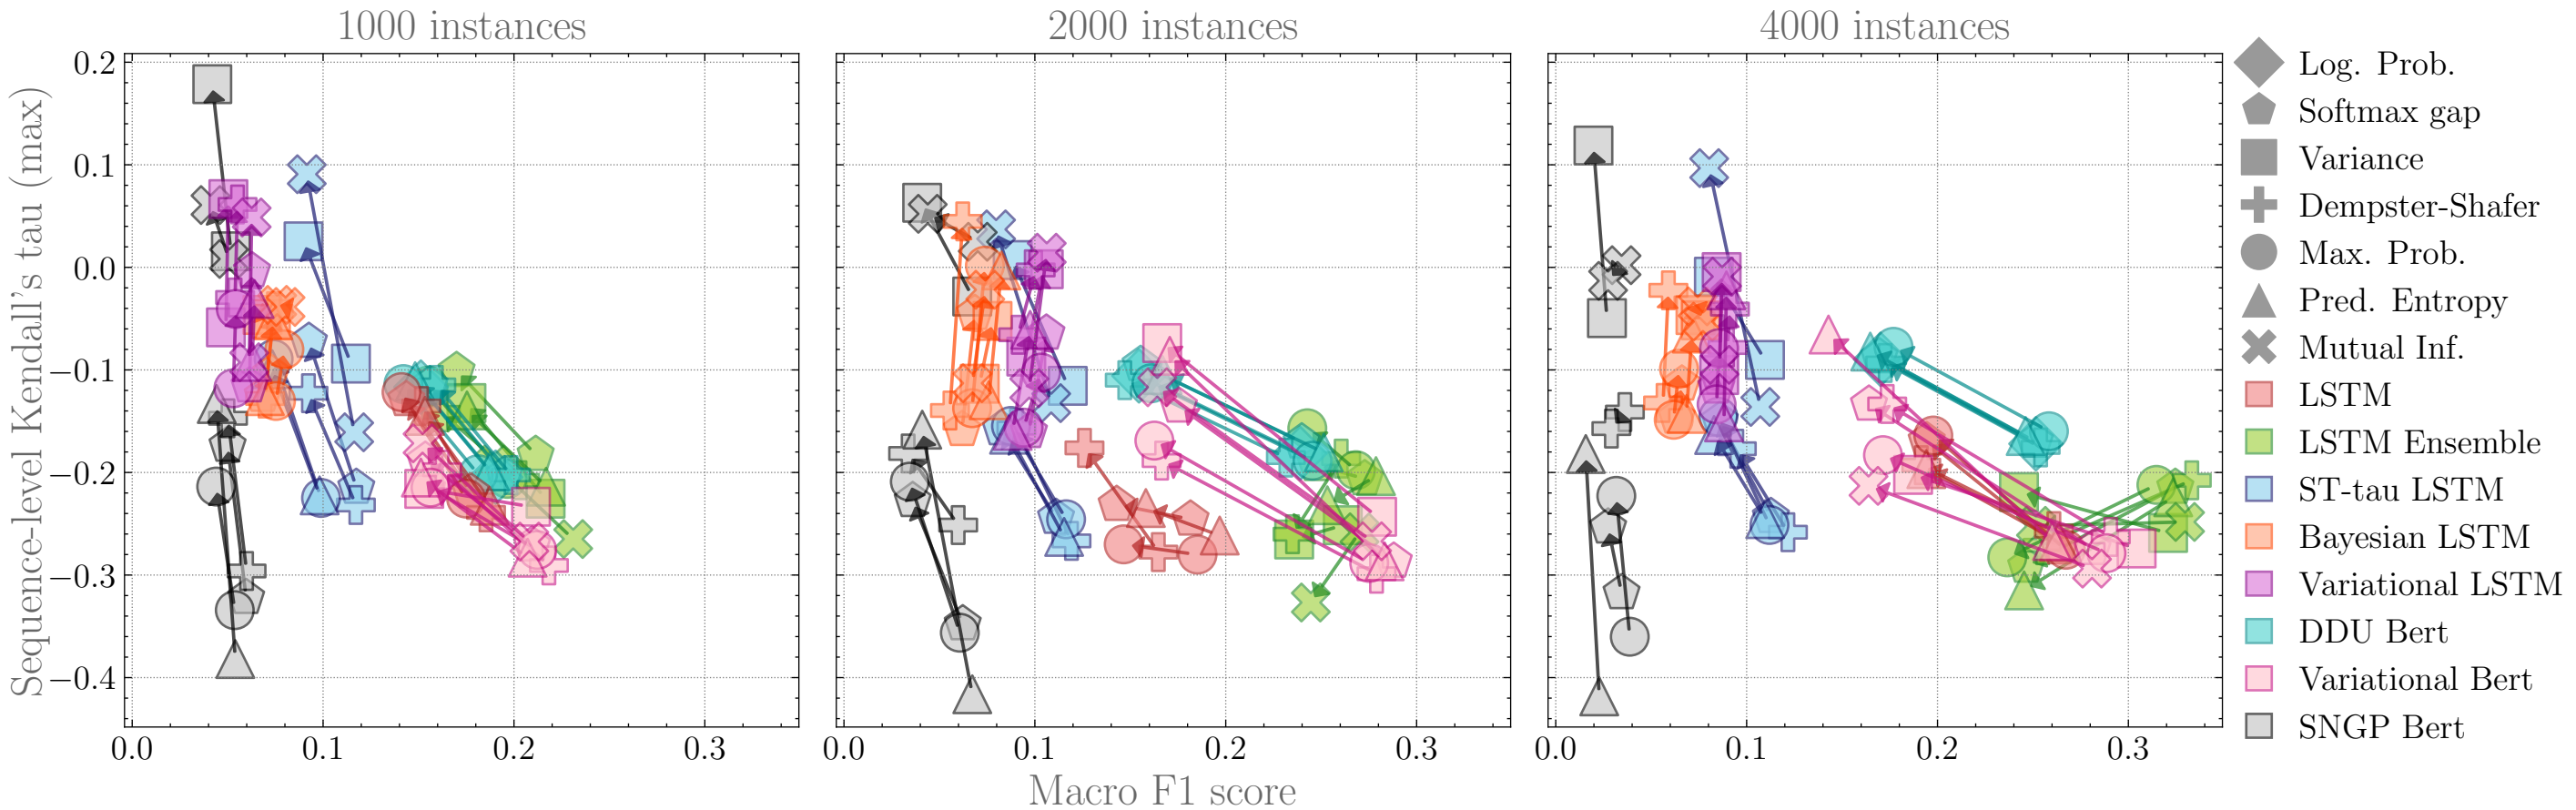 1000 instances
2000 instances
4000 instances
Sequence-level Kendall's tau (max)
0.2
0.1
0.0
−0.1
−0.2
−0.3
−0.4
0.0 0.1 0.2 0.3
0.0 0.1 0.2 0.3
0.0 0.1 0.2 0.3
Macro F1 score
Log. Prob.
Softmax gap
Variance
Dempster-Shafer
Max. Prob.
Pred. Entropy
Mutual Inf.
LSTM
LSTM Ensemble
ST-tau LSTM
Bayesian LSTM
Variational LSTM
DDU Bert
Variational Bert
SNGP Bert